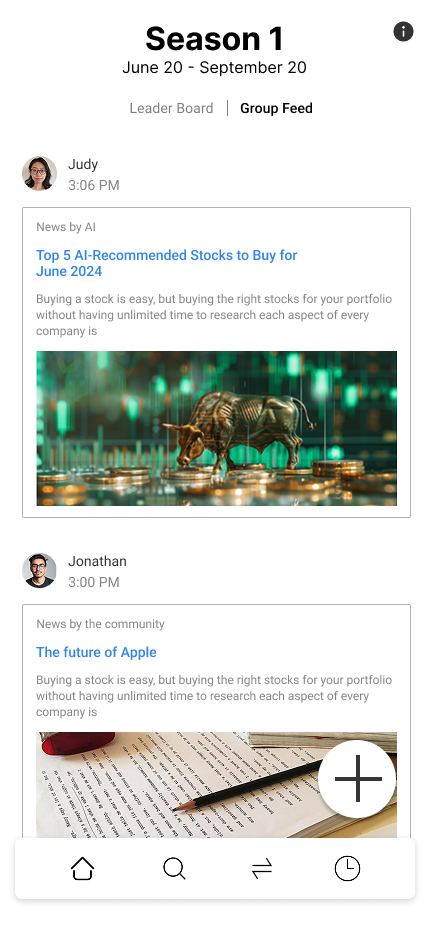 Season 1
June 20 - September 20
Leader Board
Group Feed
Judy
3:06 PM
News by AI
Top 5 AI-Recommended Stocks to Buy for
June 2024
Buying a stock is easy, but buying the right stocks for your portfolio
without having unlimited time to research each aspect of every
company is
Jonathan
3:00 PM
News by the community
The future of Apple
Buying a stock is easy, but buying the right stocks for your portfolio
without having unlimited time to research each aspect of every
company is